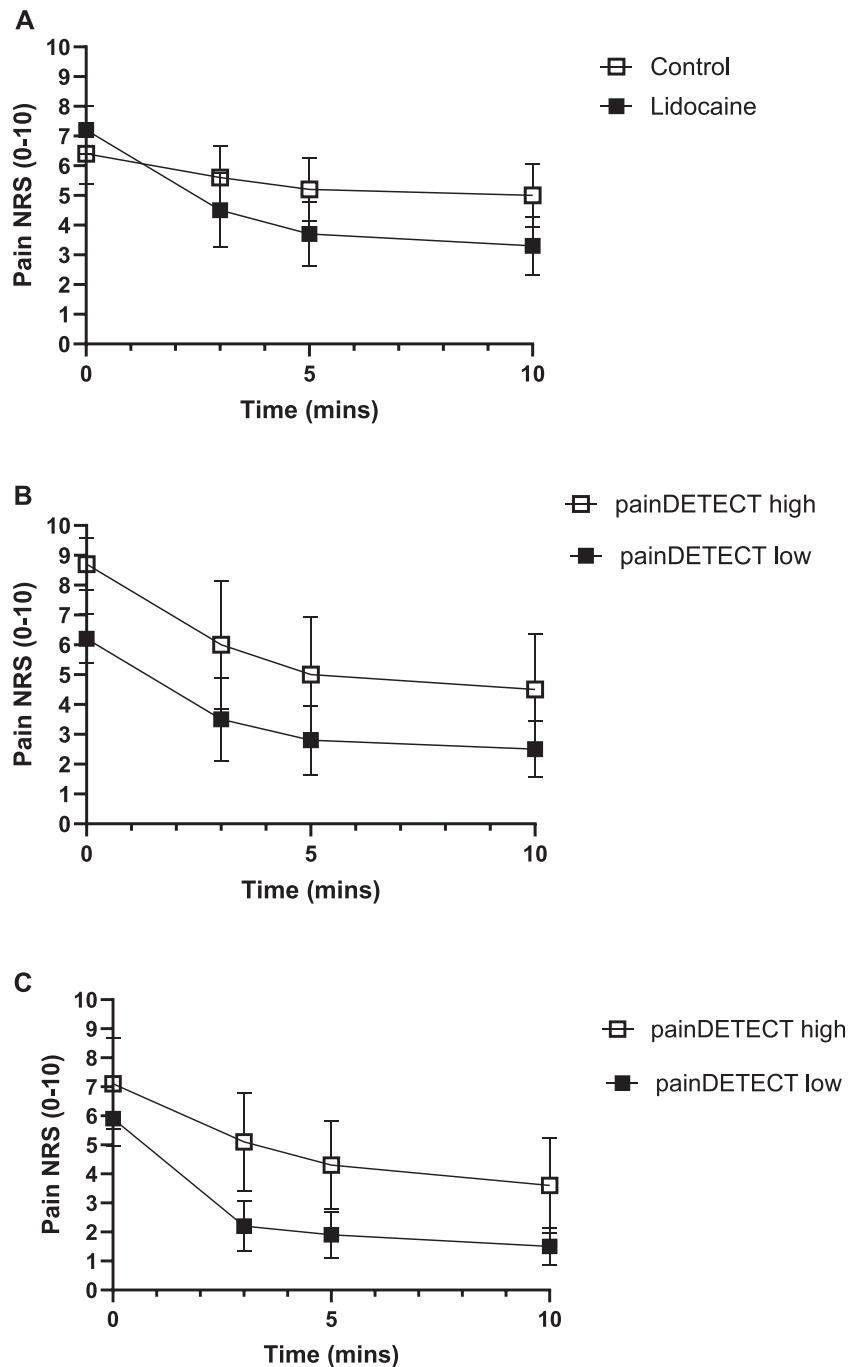 A
10
9
8
7
6
5
4
3
2
1
0
Pain NRS (0-10)
0
5
10
Time (mins)
Control
Lidocaine
B
10
9
8
7
6
5
4
3
2
1
0
Pain NRS (0-10)
0
5
10
Time (mins)
painDETECT high
painDETECT low
C
10
9
8
7
6
5
4
3
2
1
0
Pain NRS (0-10)
0
5
10
Time (mins)
painDETECT high
painDETECT low